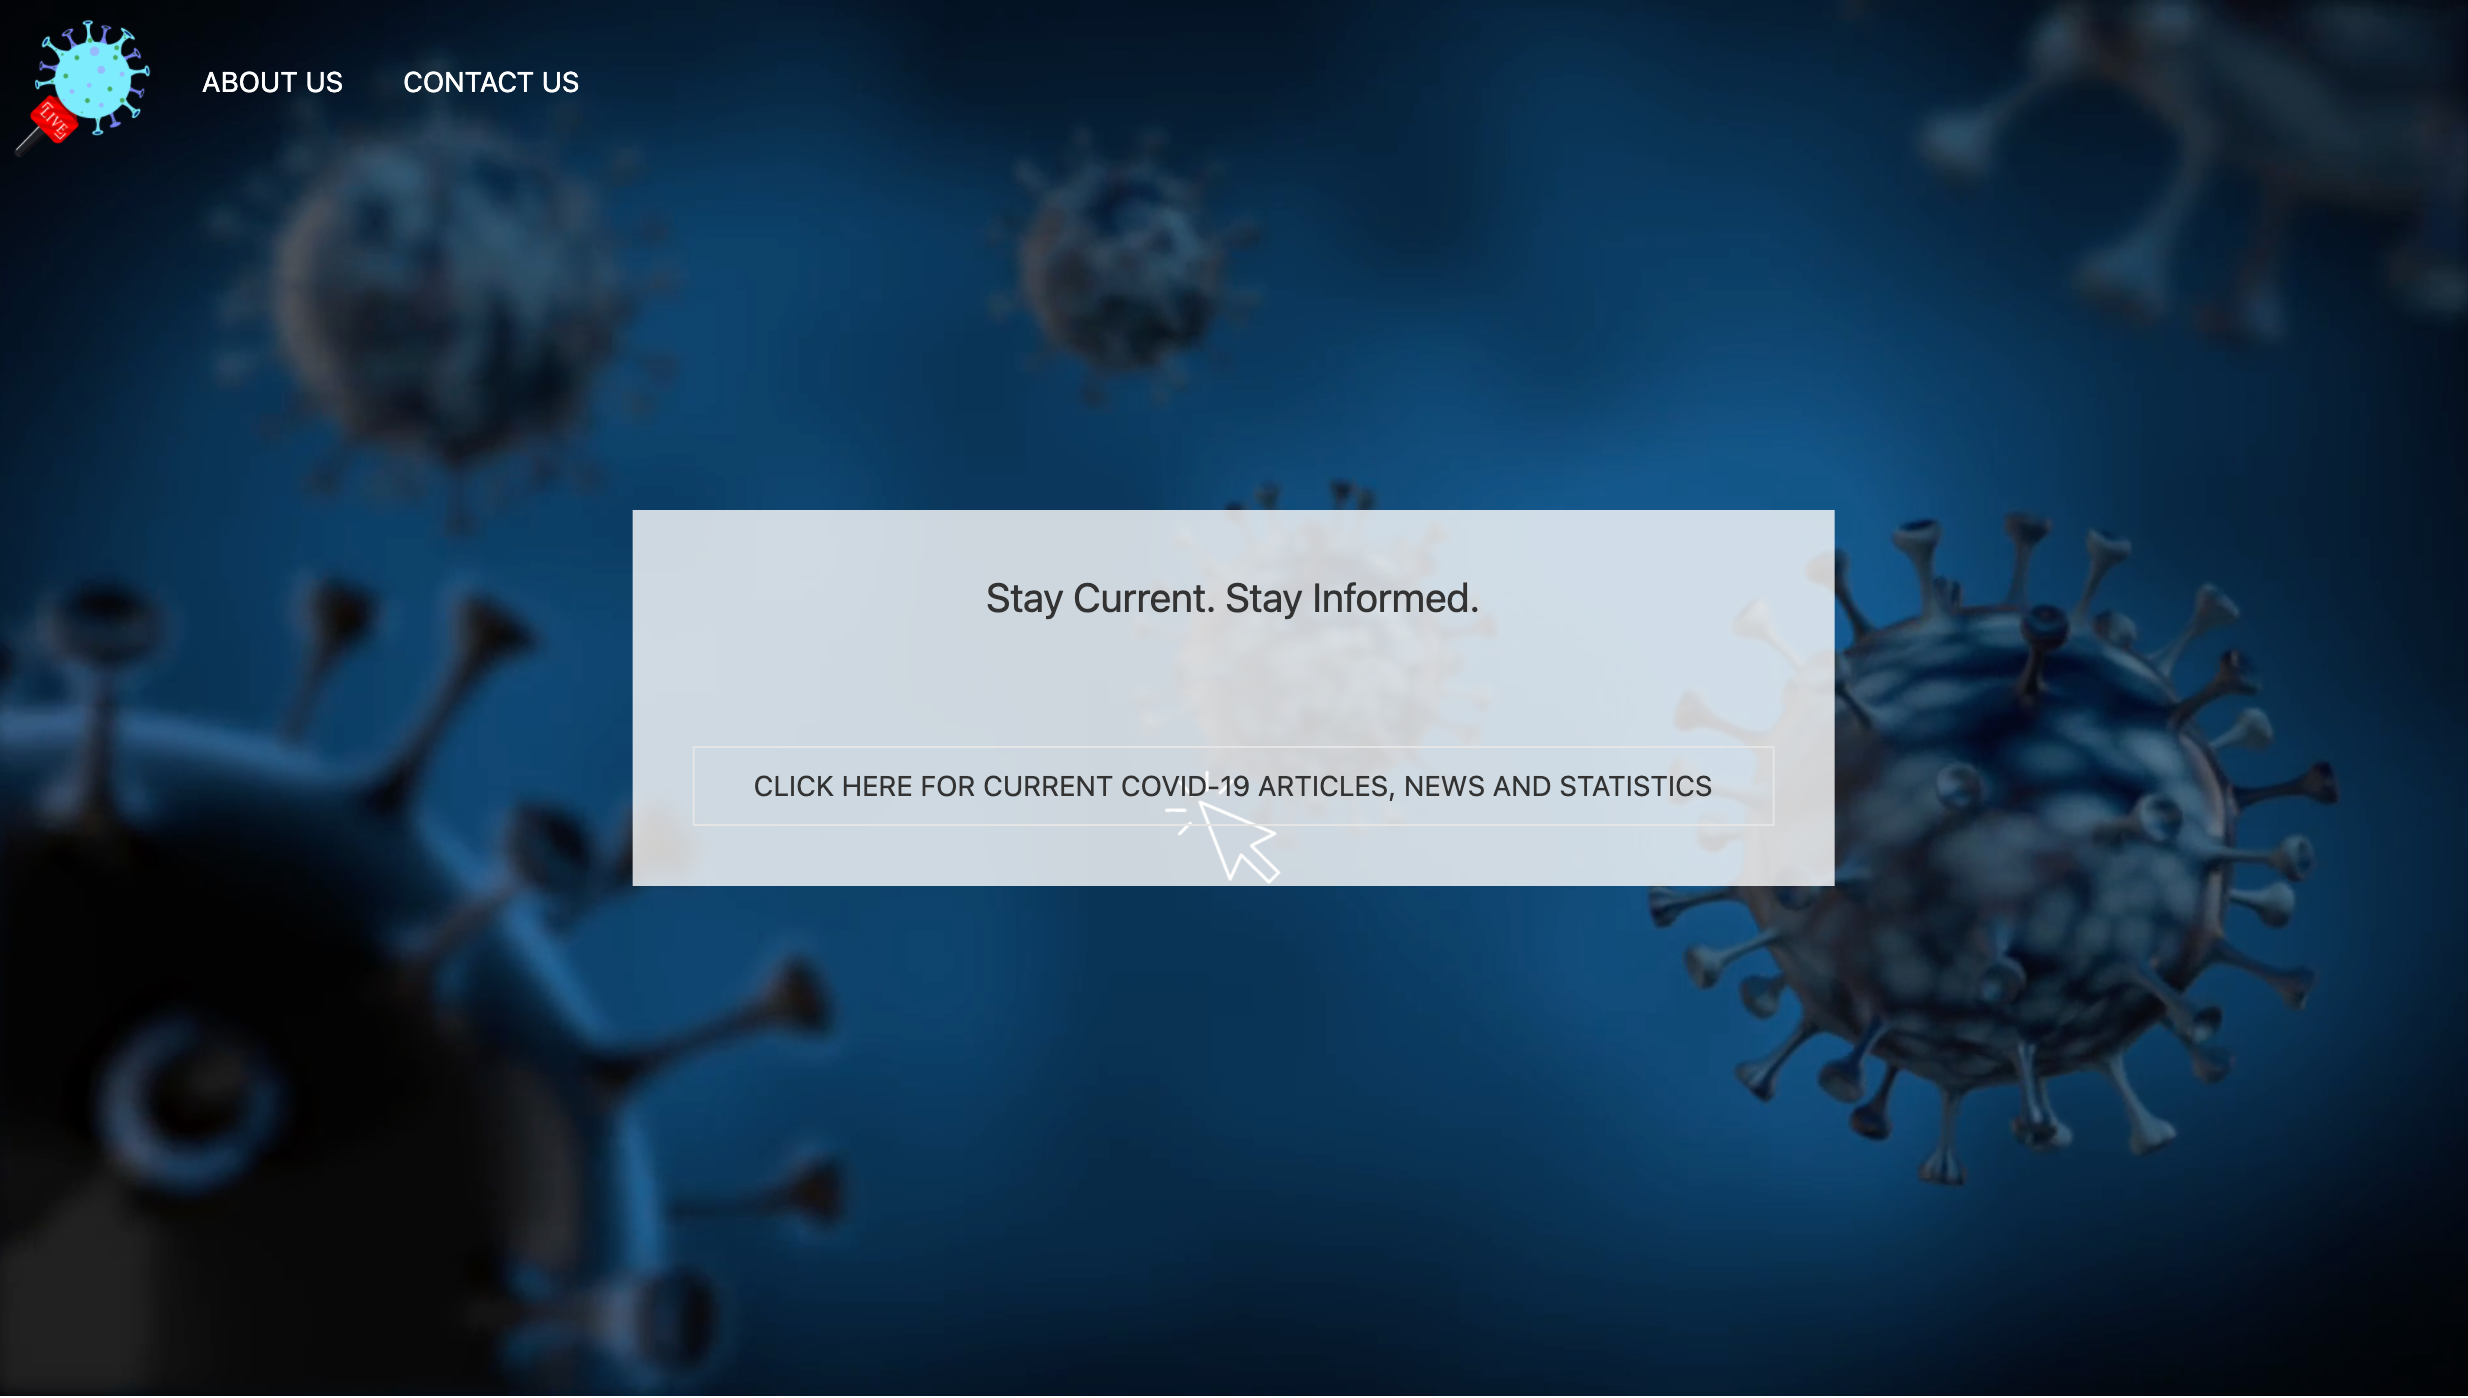 LIVE
ABOUT US
CONTACT US
Stay Current. Stay Informed.
CLICK HERE FOR CURRENT COVID-19 ARTICLES, NEWS AND STATISTICS